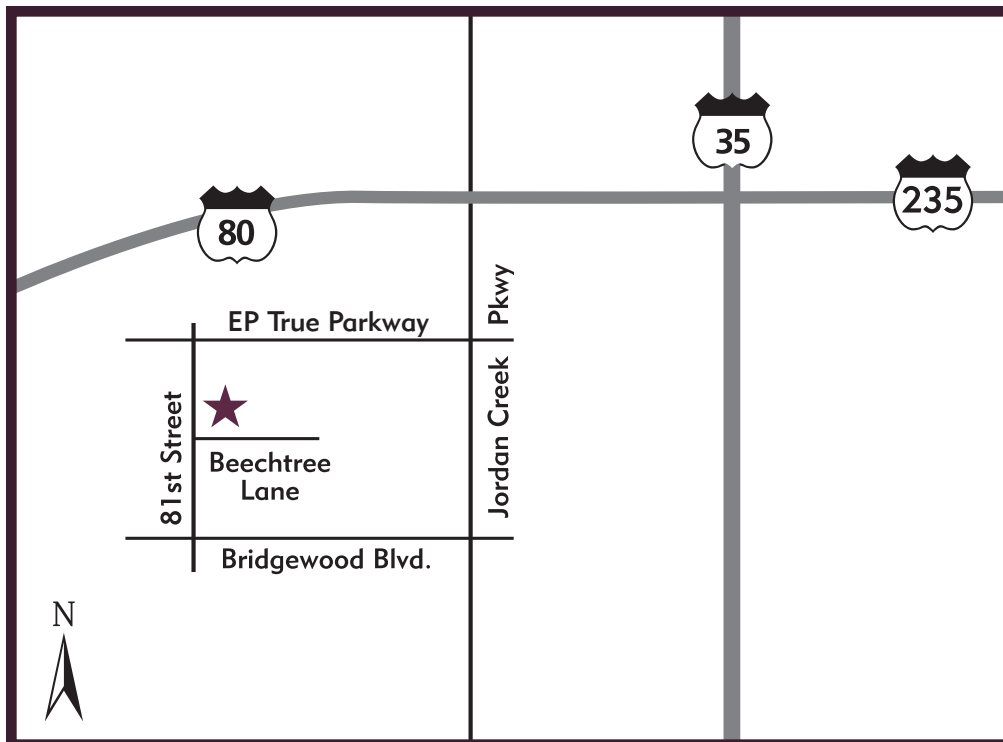 35
235
80
EP True Parkway
Jordan Creek Pkwy
81st Street
Beechtree
Lane
Bridgewood Blvd.
N